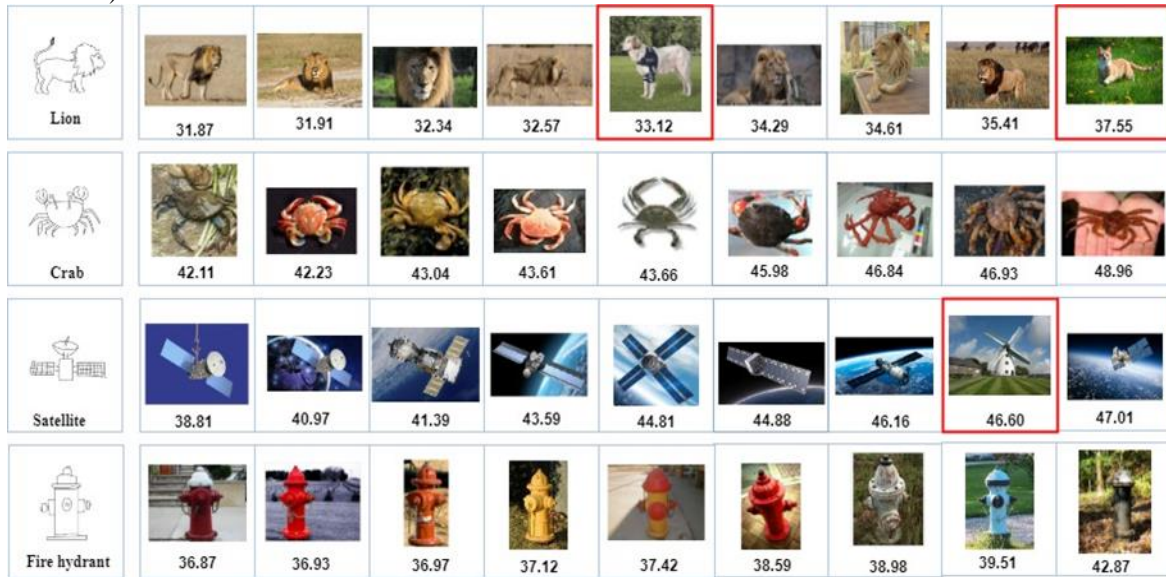 )
Lion
31.87 31.91 32.34 32.57 33.12 34.29 34.61 35.41 37.55
Crab
42.11 42.23 43.04 43.61 43.66 45.98 46.84 46.93 48.96
Satellite
38.81 40.97 41.39 43.59 44.81 44.88 46.16 46.60 47.01
Fire hydrant
36.87 36.93 36.97 37.12 37.42 38.59 38.98 39.51 42.87